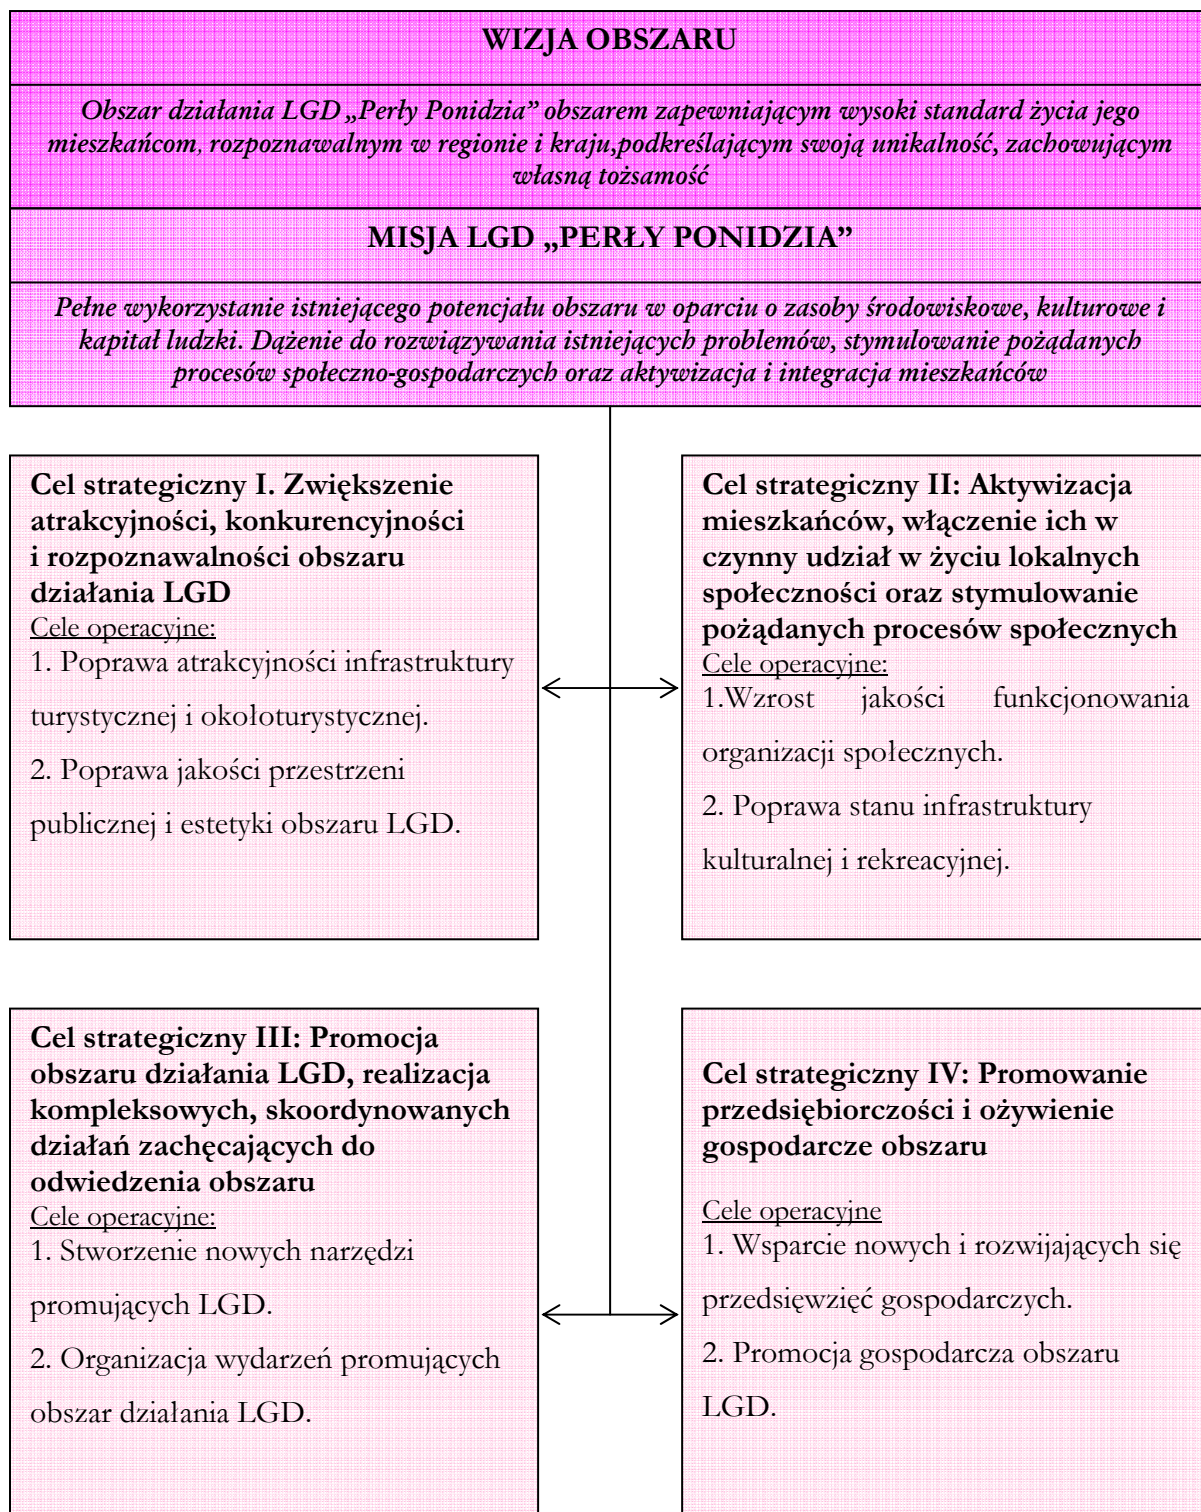 WIZJA OBSZARU
Obszar działania LGD „Perły Ponidzia” obszarem zapewniającym wysoki standard życia jego
mieszkańcom, rozpoznawalnym w regionie i kraju,podkreślającym swoją unikalność, zachowującym
własną tożsamość
MISJA LGD „PERŁY PONIDZIA”
Pełne wykorzystanie istniejącego potencjału obszaru w oparciu o zasoby środowiskowe, kulturowe i
kapitał ludzki. Dążenie do rozwiązywania istniejących problemów, stymulowanie pożądanych
procesów społeczno-gospodarczych oraz aktywizacja i integracja mieszkańców
Cel strategiczny I. Zwiększenie
atrakcyjności, konkurencyjności
i rozpoznawalności obszaru
działania LGD
Cele operacyjne:
1. Poprawa atrakcyjności infrastruktury
turystycznej i okołoturystycznej.
2. Poprawa jakości przestrzeni
publicznej i estetyki obszaru LGD.
Cel strategiczny II: Aktywizacja
mieszkańców, włączenie ich w
czynny udział w życiu lokalnych
społeczności oraz stymulowanie
pożądanych procesów społecznych
Cele operacyjne:
1.Wzrost jakości funkcjonowania
organizacji społecznych.
2. Poprawa stanu infrastruktury
kulturalnej i rekreacyjnej.
Cel strategiczny III: Promocja
obszaru działania LGD, realizacja
kompleksowych, skoordynowanych
działań zachęcających do
odwiedzenia obszaru
Cele operacyjne:
1. Stworzenie nowych narzędzi
promujących LGD.
2. Organizacja wydarzeń promujących
obszar działania LGD.
Cel strategiczny IV: Promowanie
przedsiębiorczości i ożywienie
gospodarcze obszaru
Cele operacyjne
1. Wsparcie nowych i rozwijających się
przedsięwzięć gospodarczych.
2. Promocja gospodarcza obszaru
LGD.